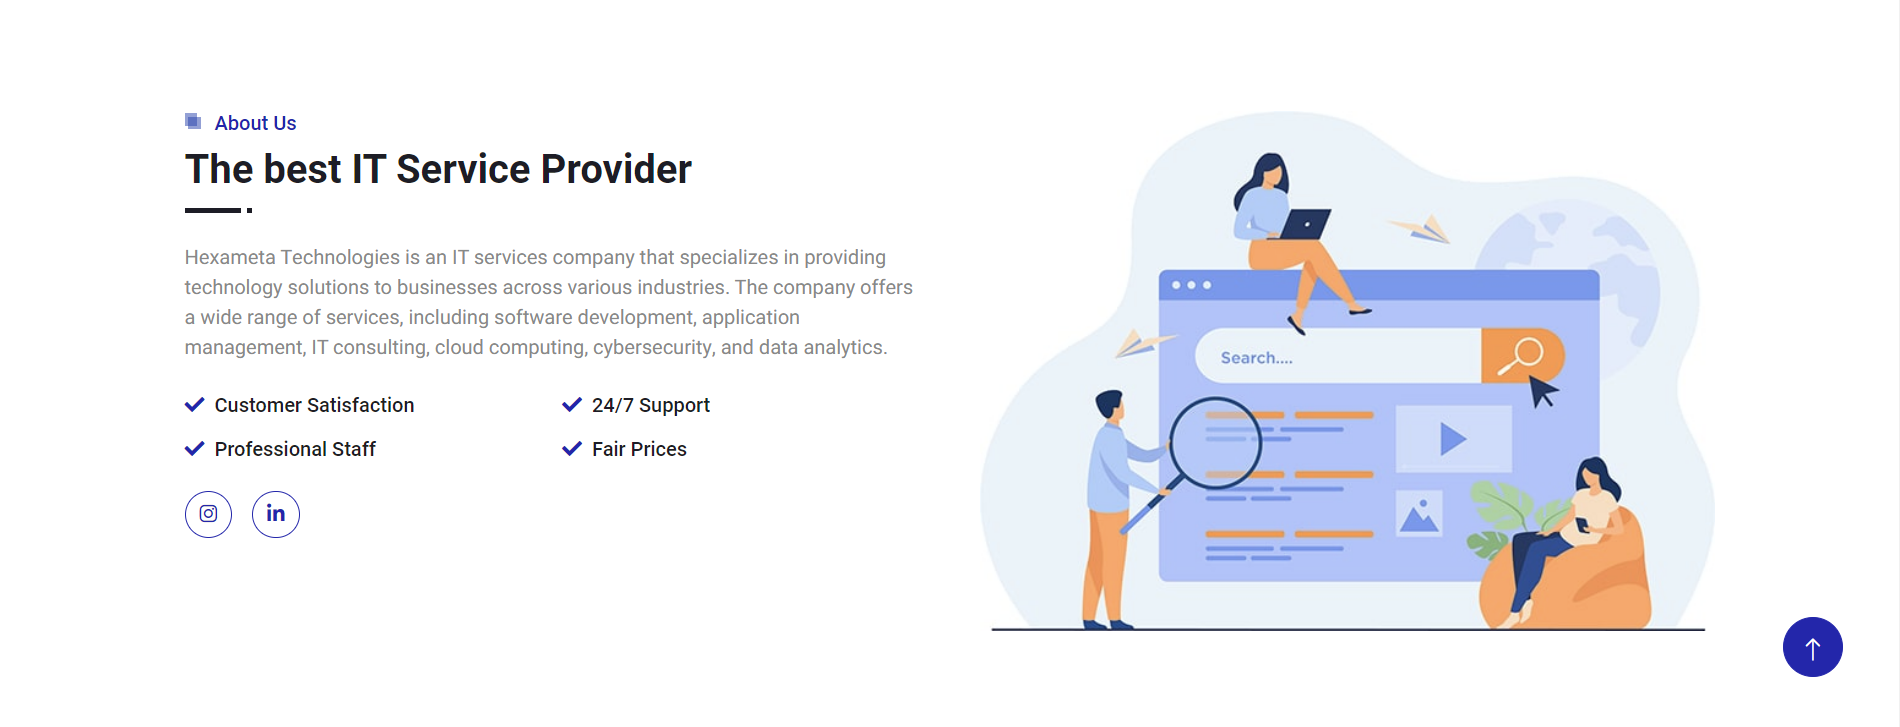 About Us
The best IT Service Provider
Hexameta Technologies is an IT services company that specializes in providing
technology solutions to businesses across various industries. The company offers
a wide range of services, including software development, application
management, IT consulting, cloud computing, cybersecurity, and data analytics.
Customer Satisfaction
24/7 Support
Professional Staff
Fair Prices
in
Search....